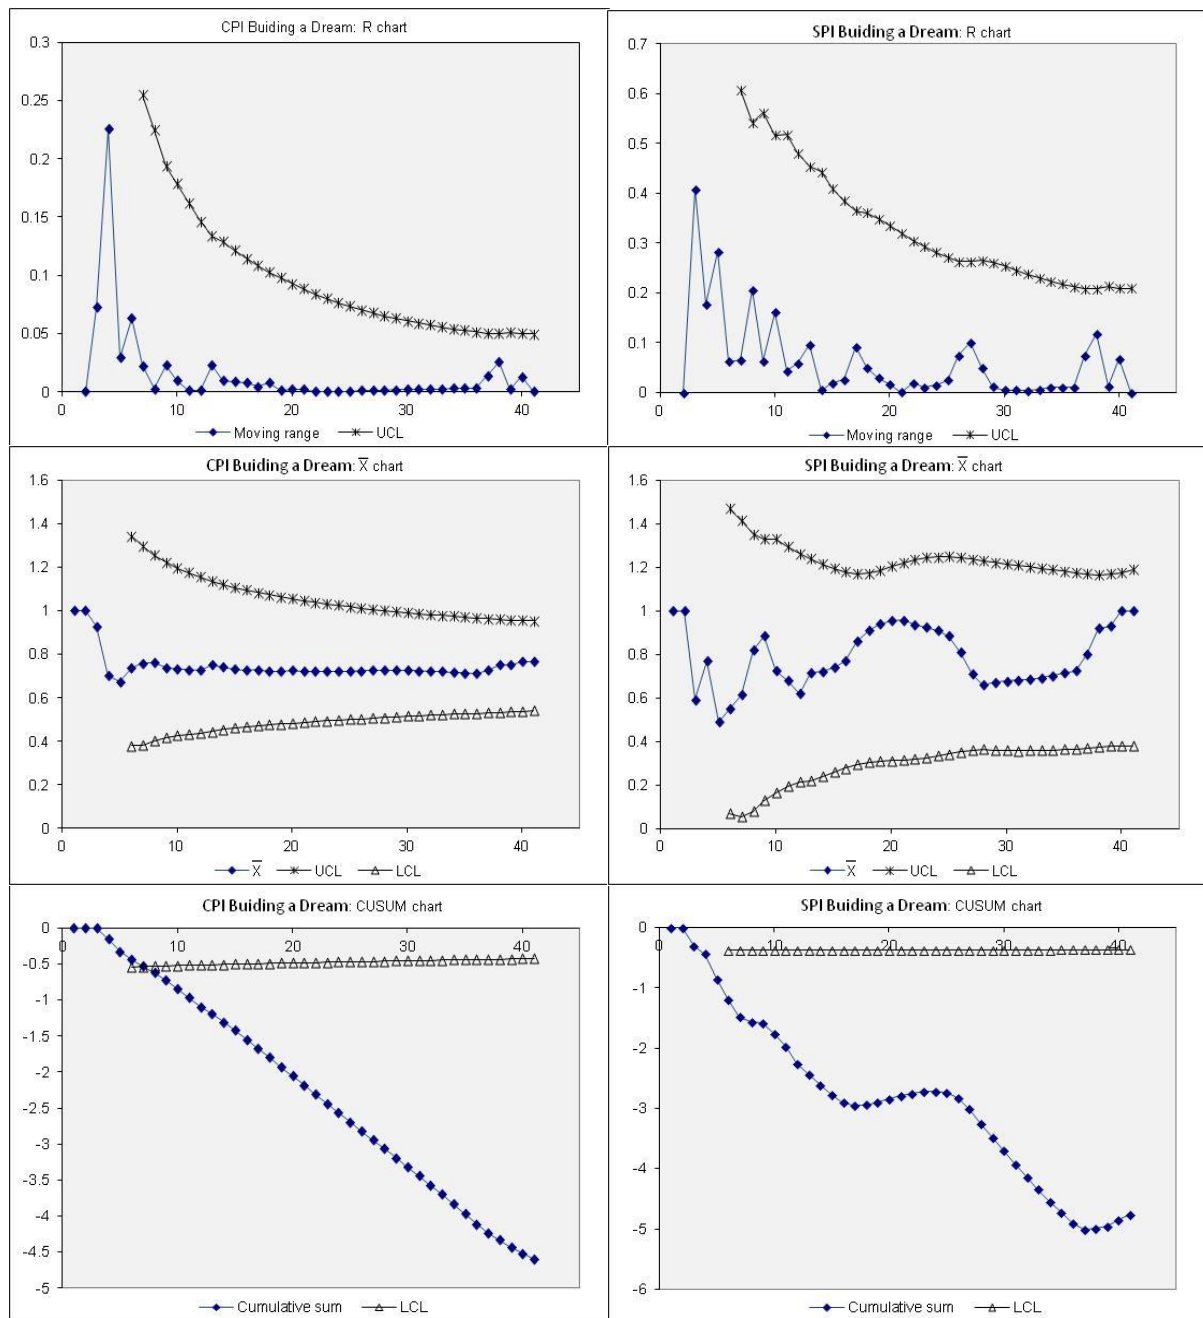 CPI Buiding a Dream: R chart
0.3
0.25
0.2
0.15
0.1
0.05
0
0 10 20 30 40
Moving range UCL
SPI Buiding a Dream: R chart
0.7
0.6
0.5
0.4
0.3
0.2
0.1
0
0 10 20 30 40
Moving range UCL
CPI Buiding a Dream: X̅ chart
1.6
1.4
1.2
1
0.8
0.6
0.4
0.2
0
0 10 20 30 40
X̅ UCL LCL
SPI Buiding a Dream: X̅ chart
1.6
1.4
1.2
1
0.8
0.6
0.4
0.2
0
0 10 20 30 40
X̅ UCL LCL
CPI Buiding a Dream: CUSUM chart
0
0 10 20 30 40
-0.5
-1
-1.5
-2
-2.5
-3
-3.5
-4
-4.5
-5
Cumulative sum LCL
SPI Buiding a Dream: CUSUM chart
0
0 10 20 30 40
-1
-2
-3
-4
-5
-6
Cumulative sum LCL